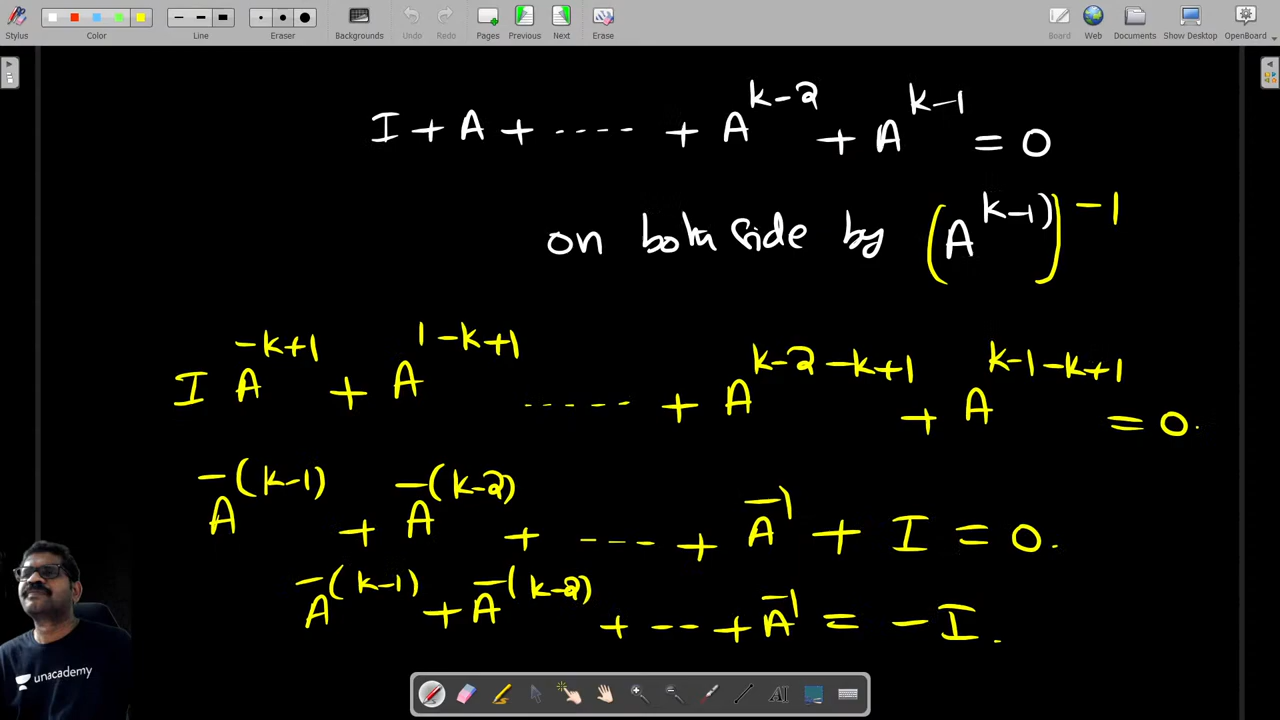 Stylus Color Line Eraser Backgrounds Undo Redo Pages Previous Next Erase Board Web Documents Show Desktop OpenBoard
I + A + ..... + A^{k-2} + A^{k-1} = 0
on both side by (A^{k-1})^{-1}
I A^{-k+1} + A^{1-k+1} ...... + A^{k-2-k+1} + A^{k-1-k+1} = 0.
A^{-(k-1)} + A^{-(k-2)} + ---- + A^{-1} + I = 0.
A^{-(k-1)} + A^{-(k-2)} + --- + A^{-1} = -I.
unacademy